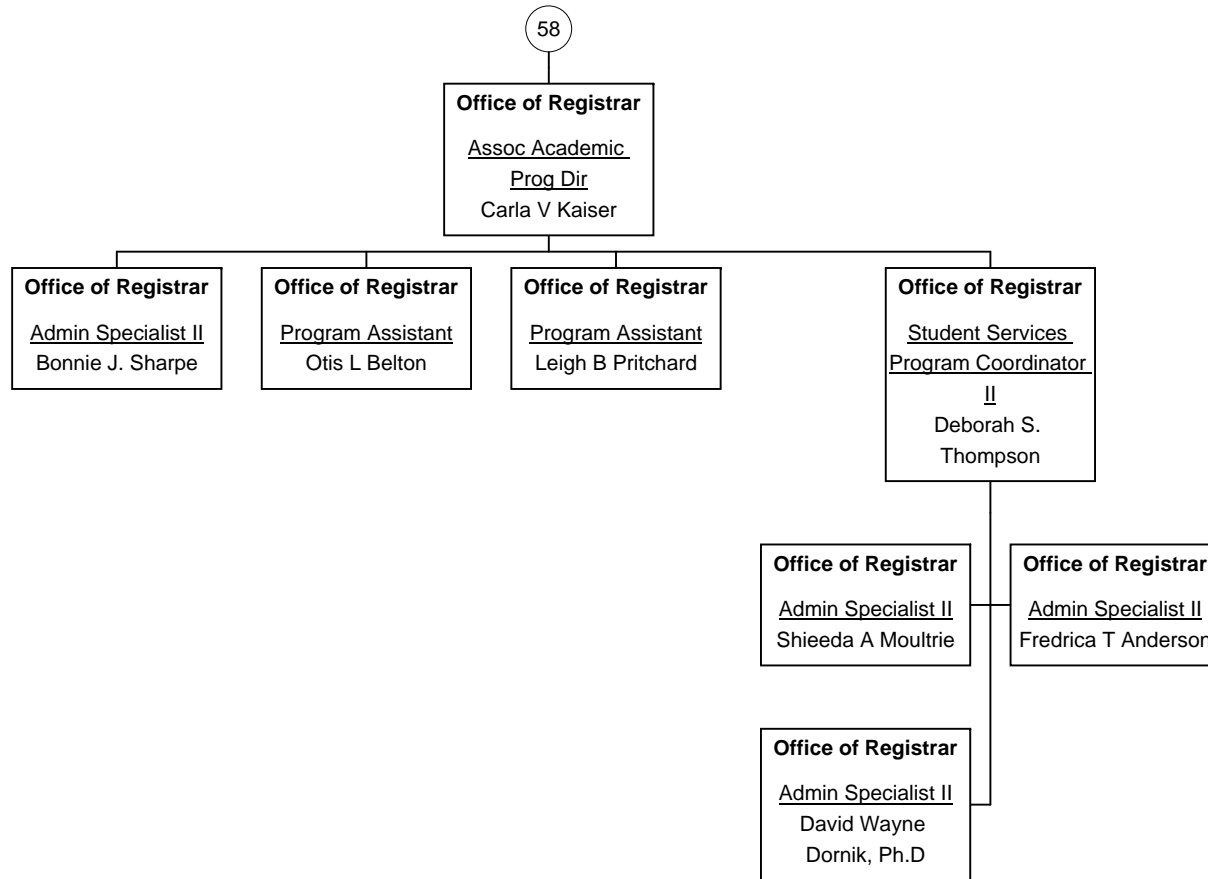 58
Office of Registrar
Assoc Academic
Prog Dir
Carla V Kaiser
Office of Registrar
Admin Specialist II
Bonnie J. Sharpe
Office of Registrar
Program Assistant
Otis L Belton
Office of Registrar
Program Assistant
Leigh B Pritchard
Office of Registrar
Student Services
Program Coordinator
II
Deborah S.
Thompson
Office of Registrar
Admin Specialist II
Shieeda A Moultrie
Office of Registrar
Admin Specialist II
Fredrica T Anderson
Office of Registrar
Admin Specialist II
David Wayne
Dornik, Ph.D